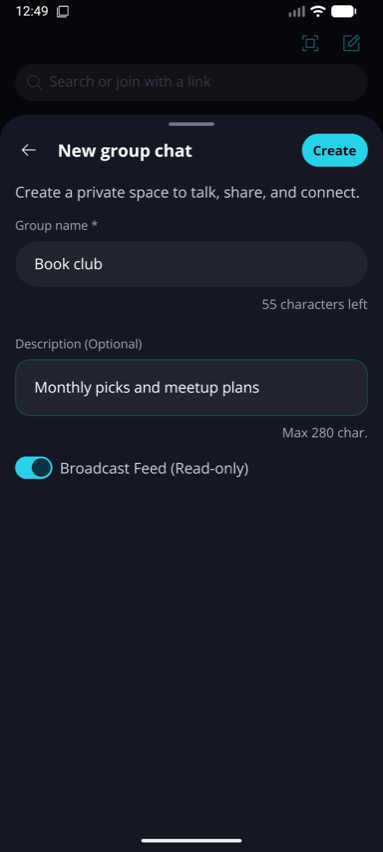 12:49
Search or join with a link
New group chat
Create
Create a private space to talk, share, and connect.
Group name *
Book club
55 characters left
Description (Optional)
Monthly picks and meetup plans
Max 280 char.
Broadcast Feed (Read-only)